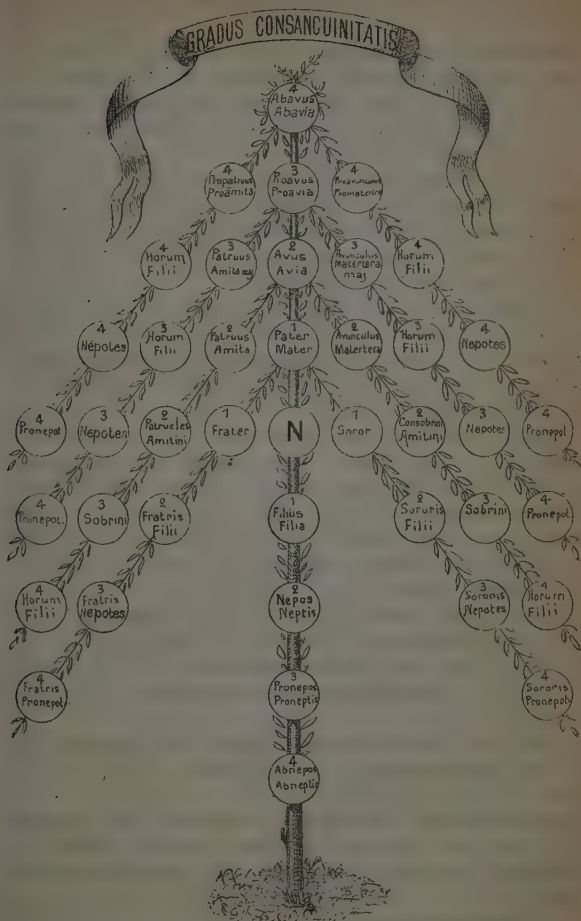 GRADUS CONSANGUINITATIS
4
Abavus
Abavia
4
Propatruus
Proámita
3
Proavus
Proavia
4
Proavunculus
Promatertera
4
Horum
Filii
3
Patruus
Amita maj
2
Avus
Avia
3
Avunculus
Matertera
maj
4
Horum
Filii
4
Nepotes
3
Horum
Filii
2
Patruus
Amita
1
Pater
Mater
2
Avunculus
Matertera
3
Horum
Filii
4
Nepotes
4
Pronepot
3
Nepotes
2
Patrueles
Amitini
1
Frater
N
1
Soror
2
Consobrini
Amitini
3
Nepotes
4
Pronepot
4
Pronepot.
3
Sobrini
2
Fratris
Filii
1
Filius
Filia
2
Sororis
Filii
3
Sobrini
4
Pronepot
4
Horum
Filii
3
Fratris
Nepotes
2
Nepos
Neptis
3
Sororis
Nepotes
4
Horum
Filii
4
Fratris
Pronepot
3
Pronepos
Proneptis
4
Sororis
Pronepot
4
Abnepos
Abneptis